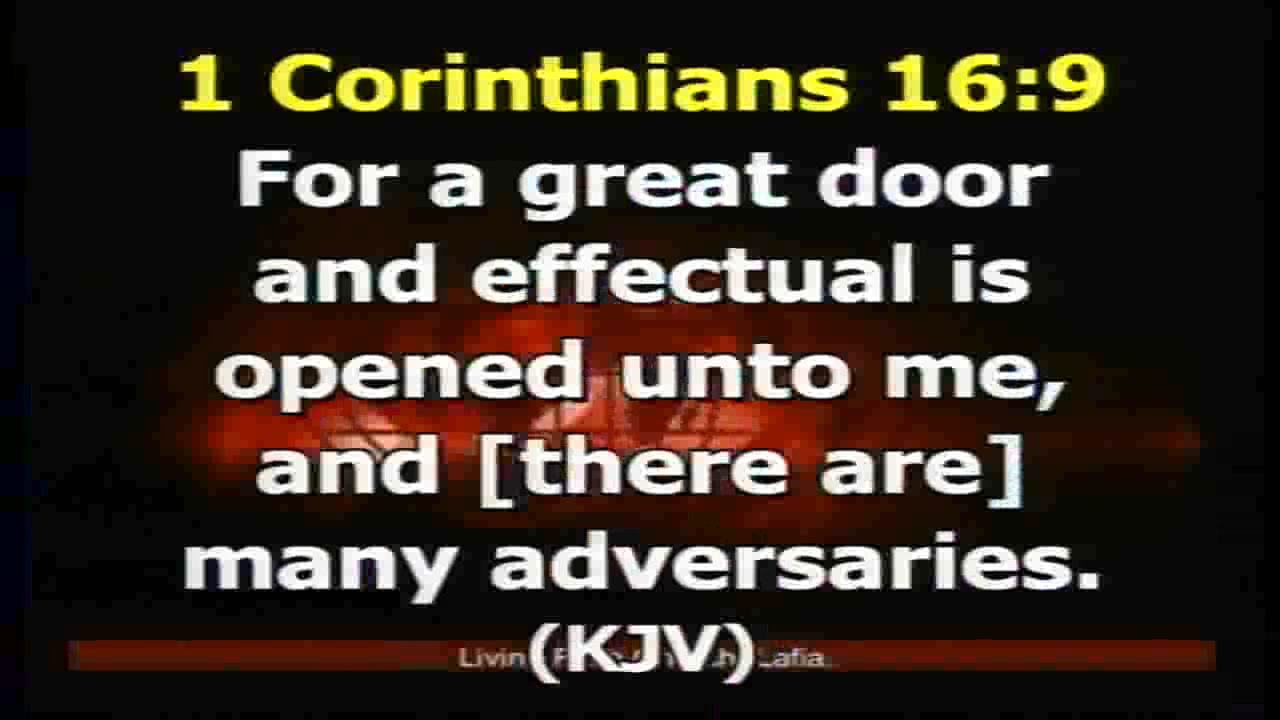 1 Corinthians 16:9
For a great door
and effectual is
opened unto me,
and [there are]
many adversaries.
(KJV)
Lafia